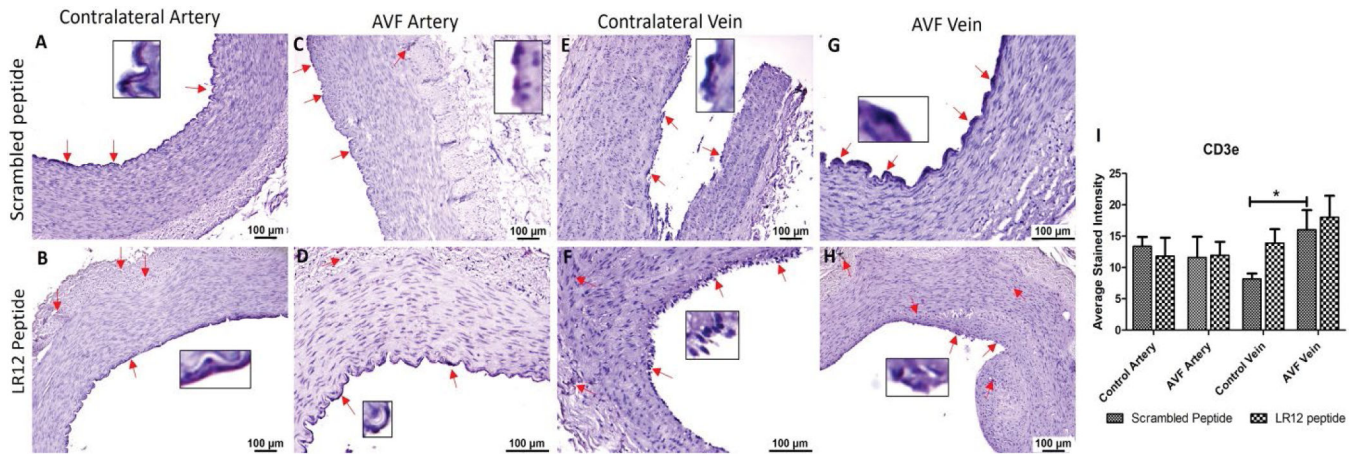 Contralateral Artery
AVF Artery
Contralateral Vein
AVF Vein
Scrambled peptide
A
100 µm
C
100 µm
E
100 µm
G
100 µm
LR12 Peptide
B
100 µm
D
100 µm
F
100 µm
H
100 µm
I
CD3e
Average Stained Intensity
25
20
15
10
5
0
*
Control Artery
AVF Artery
Control Vein
AVF Vein
Scrambled Peptide
LR12 peptide